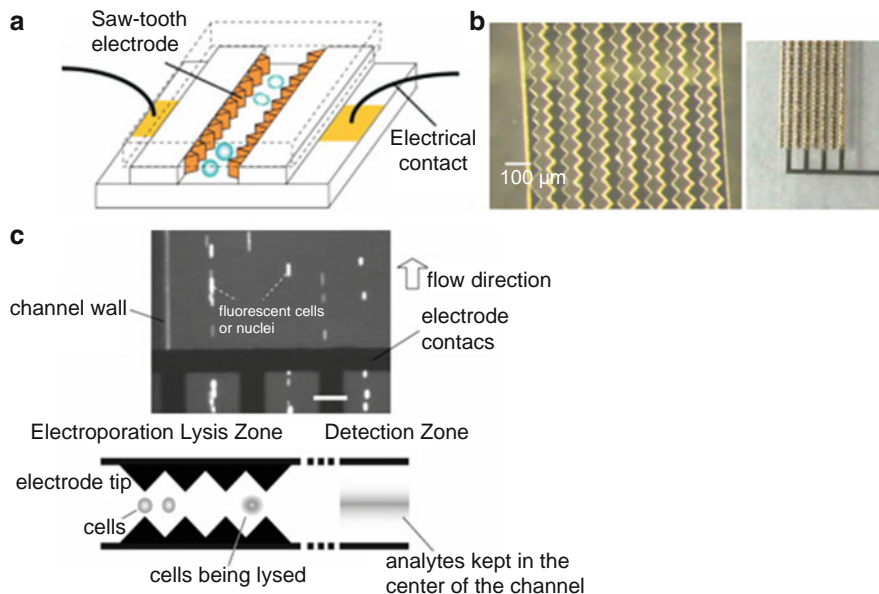 a
Saw-tooth
electrode
Electrical
contact
b
100 µm
c
channel wall
fluorescent cells
or nuclei
flow direction
electrode
contacs
Electroporation Lysis Zone
Detection Zone
electrode tip
cells
cells being lysed
analytes kept in the
center of the channel